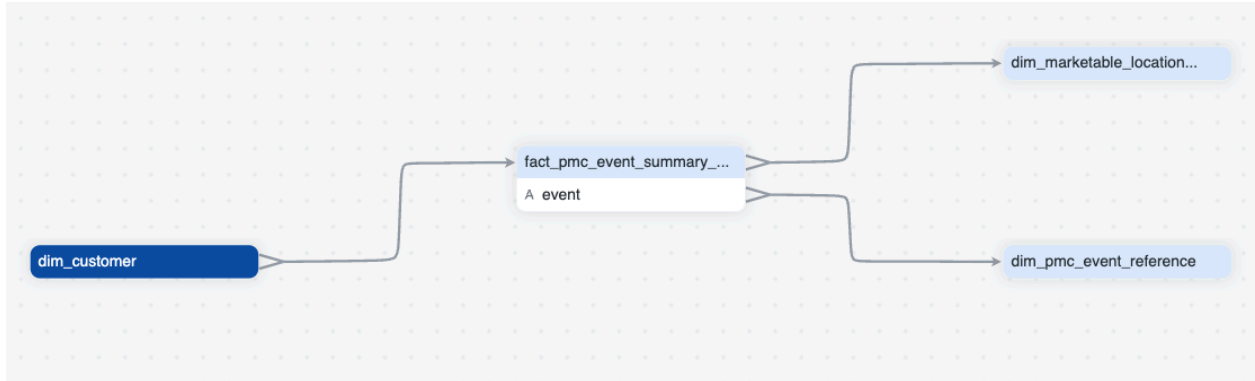 dim_marketable_location...
fact_pmc_event_summary_...
A event
dim_customer
dim_pmc_event_reference